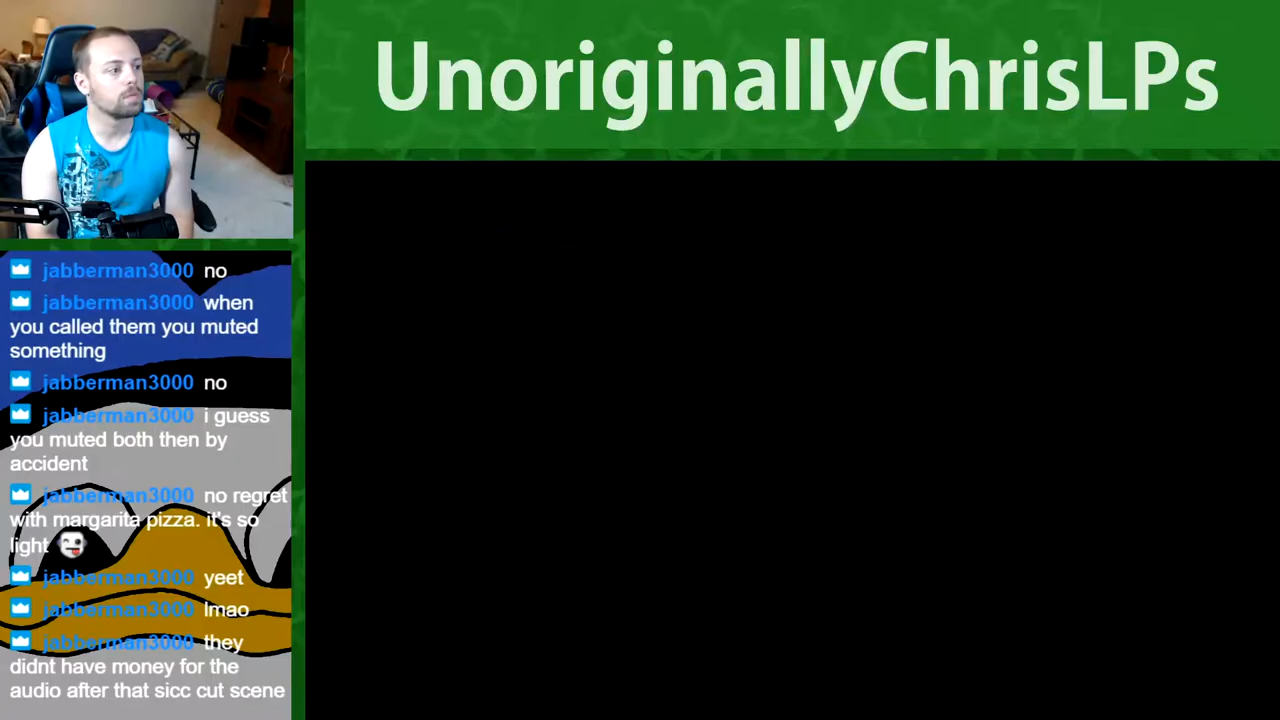 UnoriginallyChrisLPs
jabberman3000 no
jabberman3000 when
you called them you muted
something
jabberman3000 no
jabberman3000 i guess
you muted both then by
accident
jabberman3000 no regret
with margarita pizza. it's so
light
jabberman3000 yeet
jabberman3000 lmao
jabberman3000 they
didnt have money for the
audio after that sicc cut scene